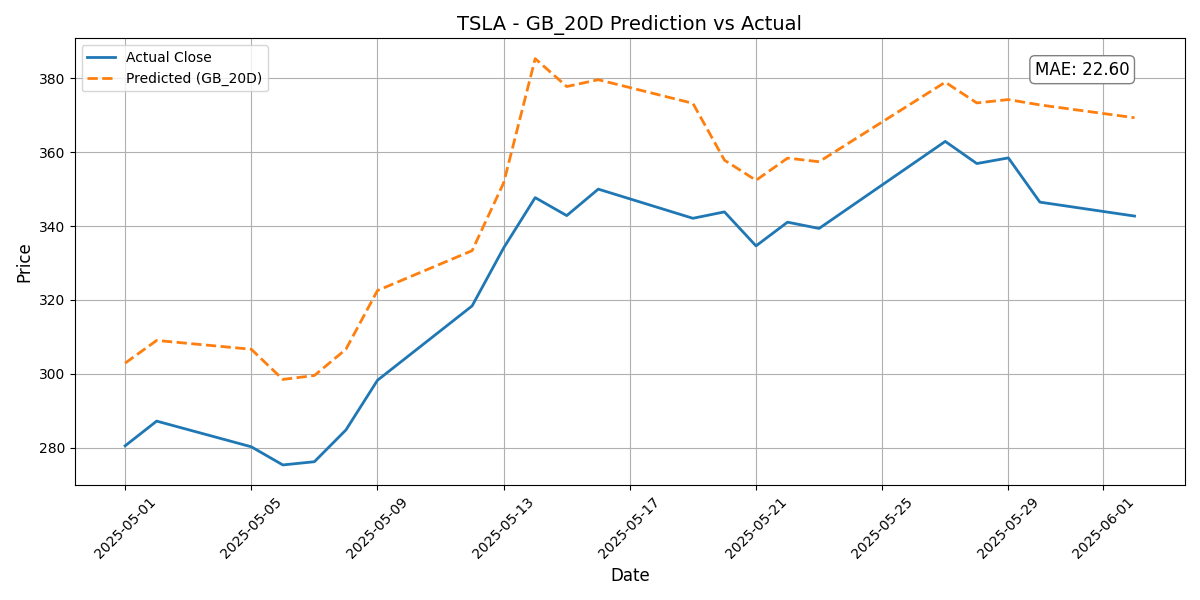 TSLA - GB_20D Prediction vs Actual
Actual Close
Predicted (GB_20D)
MAE: 22.60
Price
380
360
340
320
300
280
2025-05-01
2025-05-05
2025-05-09
2025-05-13
2025-05-17
2025-05-21
2025-05-25
2025-05-29
2025-06-01
Date